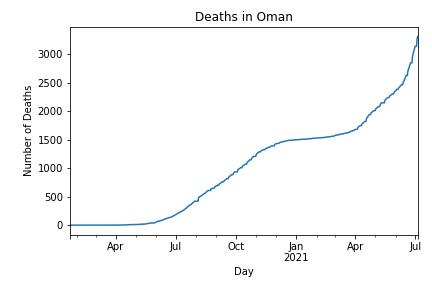 Deaths in Oman
Number of Deaths
3000
2500
2000
1500
1000
500
0
Apr
Jul
Oct
Jan
2021
Apr
Jul
Day